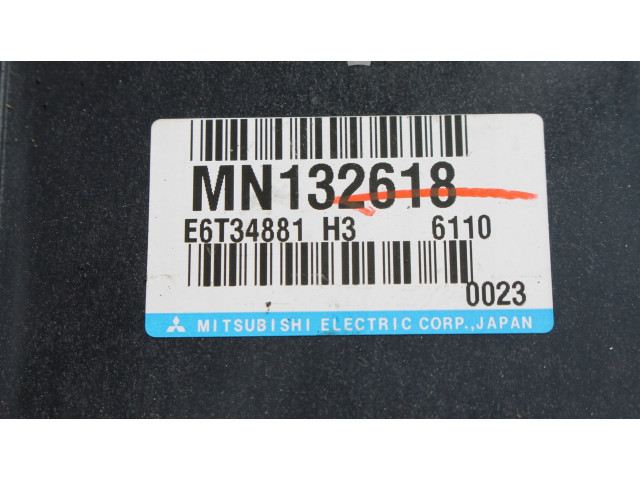 MN132618
E6T34881 H3 6110
0023
MITSUBISHI ELECTRIC CORP.,JAPAN